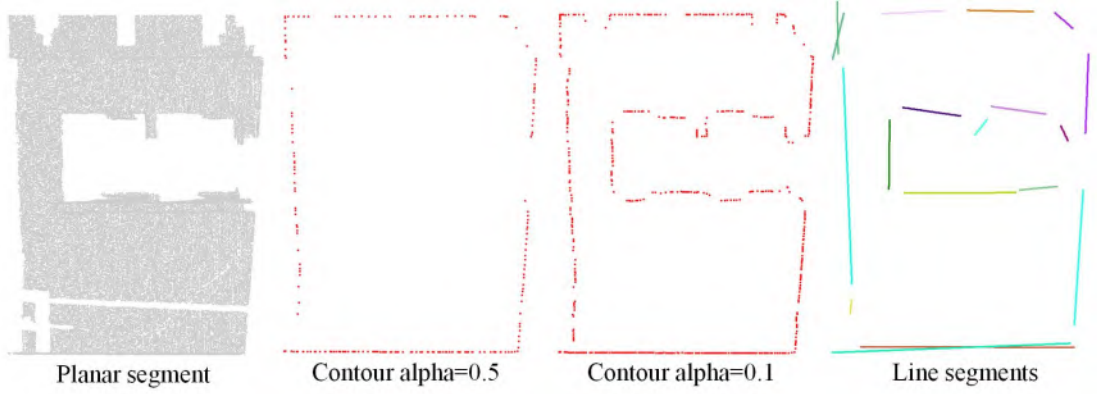 Planar segment
Contour alpha=0.5
Contour alpha=0.1
Line segments